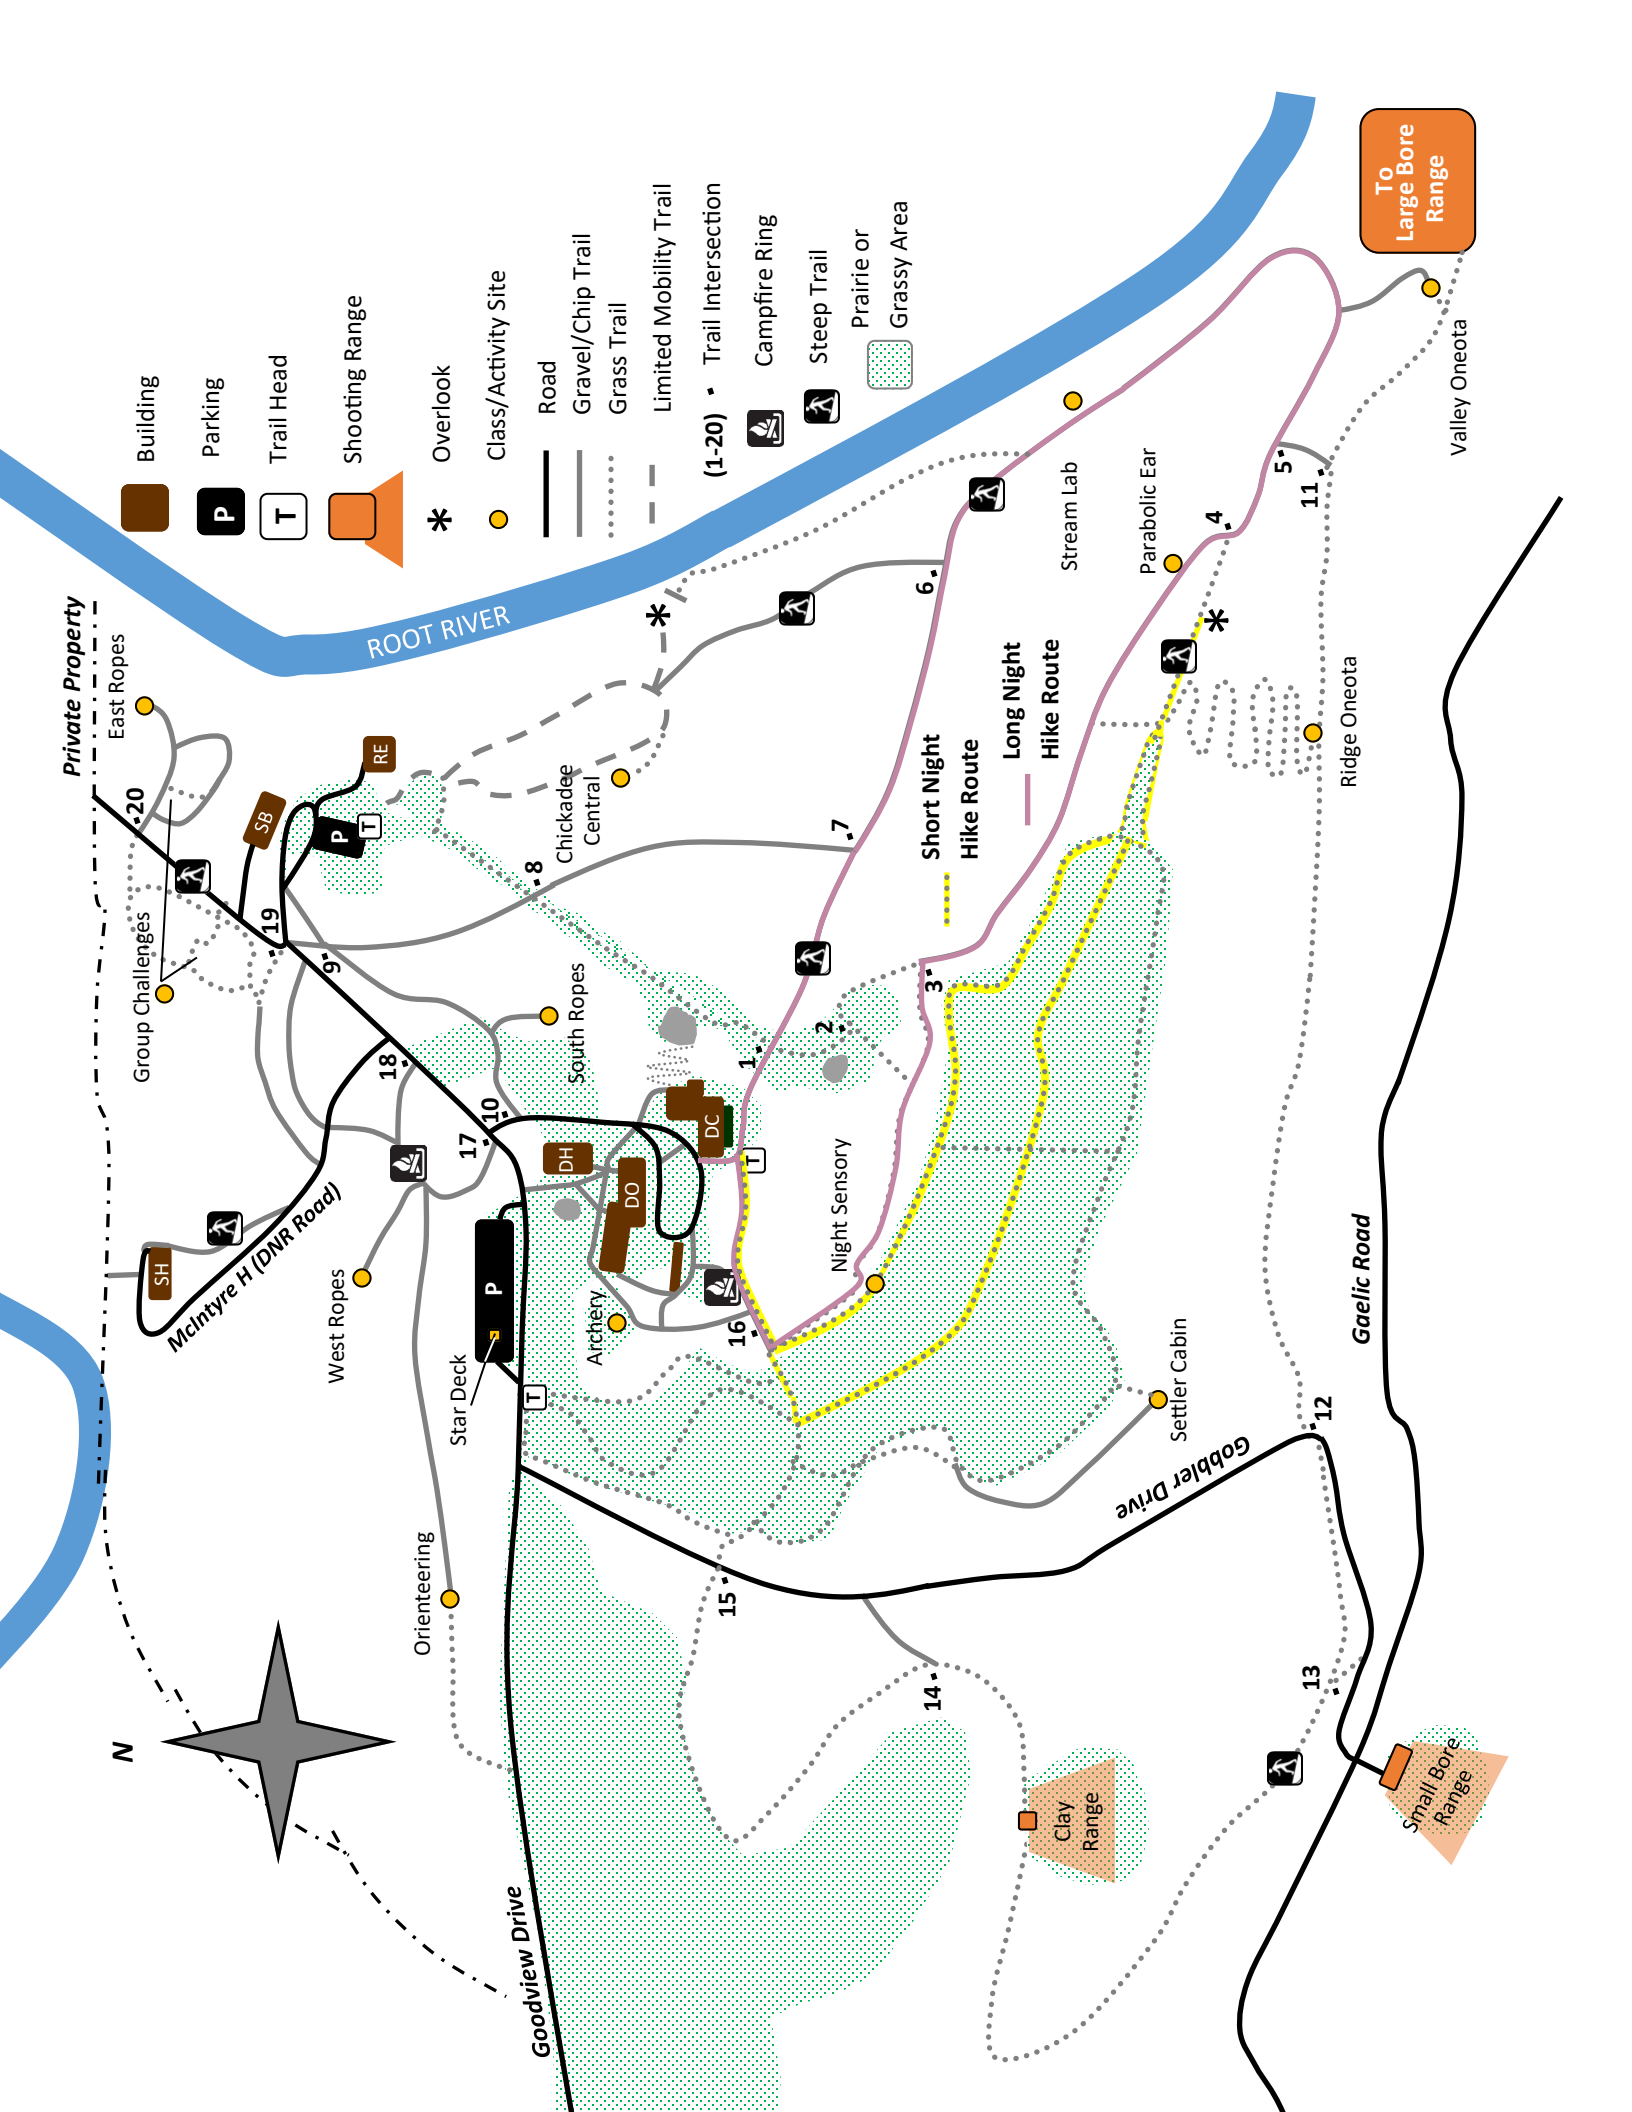 Building
Parking
Trail Head
Shooting Range
Overlook
Class/Activity Site
Road
Gravel/Chip Trail
Grass Trail
Limited Mobility Trail
(1-20) Trail Intersection
Campfire Ring
Steep Trail
Prairie or
Grassy Area
P
T
To
Large Bore
Range
ROOT RIVER
Private Property
East Ropes
20
SB
RE
P
T
19
9
Group Challenges
8
Chickadee
Central
7
6
Stream Lab
Parabolic Ear
4
5
11
Valley Oneota
Short Night
Hike Route
Long Night
Hike Route
Ridge Oneota
3
2
1
South Ropes
18
10
17
DH
DO
DC
T
SH
McIntyre H (DNR Road)
West Ropes
P
Star Deck
T
Archery
16
Night Sensory
Settler Cabin
Gaelic Road
12
Gobbler Drive
Orienteering
15
14
13
N
Clay
Range
Small Bore
Range
Goodview Drive